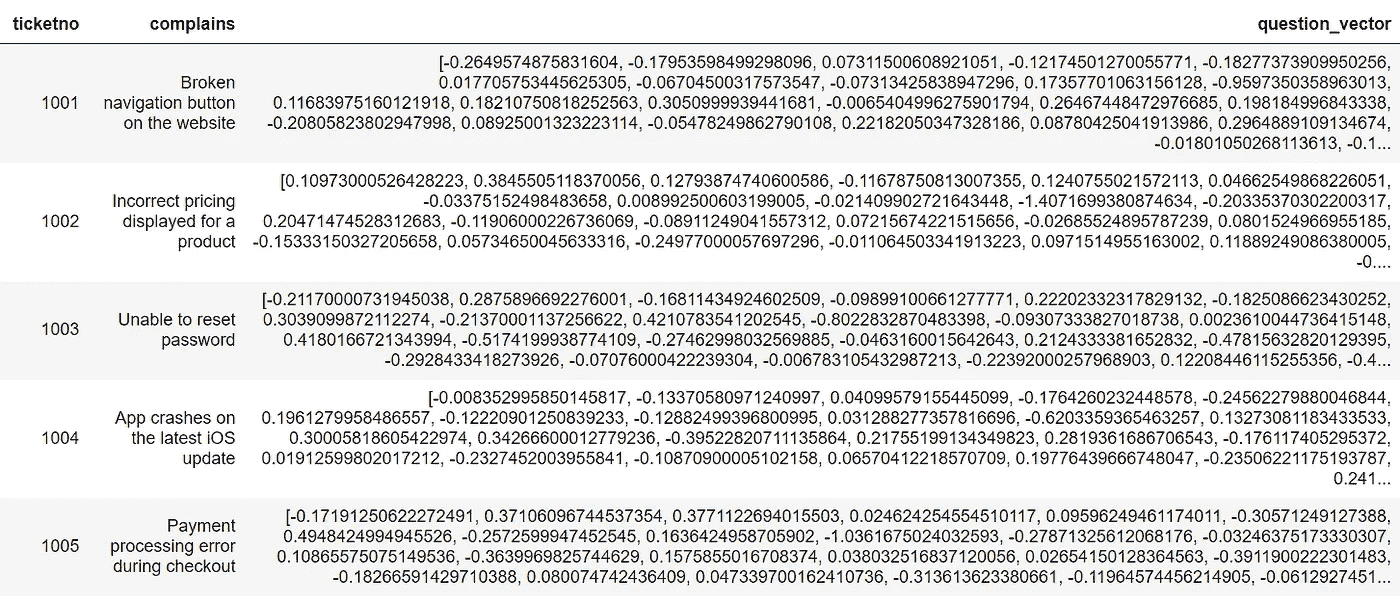 ticketno complains question_vector
[-0.26495748758​31604, -0.17953598499298096, 0.07311500608921051, -0.12174501270055771, -0.18277373909950256,
Broken 0.017705753445625305, -0.06704500317573547, -0.07313425838947296, 0.17357701063156128, -0.9597350358963013,
1001 navigation button 0.11683975160121918, 0.18210750818252563, 0.3050999939441681, -0.0065404996275901794, 0.26467448472976685, 0.198184996843338,
on the website -0.20805823802947998, 0.08925001323223114, -0.05478249862790108, 0.22182050347328186, 0.08780425041913986, 0.2964889109134674,
-0.01801050268113613, -0.1...
[0.10973000526428223, 0.3845505118370056, 0.12793874740600586, -0.11678750813007355, 0.1240755021572113, 0.04662549868226051,
Incorrect pricing -0.03375152498483658, 0.008992500603199005, -0.021409902721643448, -1.4071699380874634, -0.20335370302200317,
1002 displayed for a 0.20471474528312683, -0.11906000226736069, -0.08911249041557312, 0.07215674221515656, -0.02685524895787239, 0.0801524966955185,
product -0.15333150327205658, 0.05734650045633316, -0.24977000057697296, -0.011064503341913223, 0.0971514955163002, 0.11889249086380005,
-0....
[-0.21170000731945038, 0.2875896692276001, -0.16811434924602509, -0.09899100661277771, 0.22202332317829132, -0.1825086623430252,
1003 Unable to reset 0.3039099872112274, -0.21370001137256622, 0.4210783541202545, -0.8022832870483398, -0.09307333827018738, 0.0023610044736415148,
password 0.4180166721343994, -0.5174199938774109, -0.27462998032569885, -0.0463160015642643, 0.2124333381652832, -0.47815632820129395,
-0.2928433418273926, -0.07076000422239304, -0.006783105432987213, -0.22392000257968903, 0.12208446115255356, -0.4...
[-0.008352995850145817, -0.13370580971240997, 0.04099579155445099, -0.1764260232448578, -0.24562279880046844,
App crashes on 0.1961279958486557, -0.12220901250839233, -0.12882499396800995, 0.031288277357816696, -0.6203359365463257, 0.13273081183433533,
1004 the latest iOS 0.30005818605422974, 0.34266600012779236, -0.39522820711135864, 0.21755199134349823, 0.2819361686706543, -0.176117405295372,
update 0.01912599802017212, -0.2327452003955841, -0.10870900005102158, 0.06570412218570709, 0.19776439666748047, -0.23506221175193787,
0.241...
[-0.17191250622272491, 0.37106096744537354, 0.3771122694015503, 0.024624254554510117, 0.09596249461174011, -0.30571249127388,
Payment 0.4948424994945526, -0.2572599947452545, 0.1636424958705902, -1.0361675024032593, -0.27871325612068176, -0.03246375173330307,
1005 processing error 0.10865575075149536, -0.3639969825744629, 0.1575855016708374, 0.038032516837120056, 0.02654150128364563, -0.3911900222301483,
during checkout -0.18266591429710388, 0.080074742436409, 0.047339700162410736, -0.313613623380661, -0.11964574456214905, -0.0612927451...